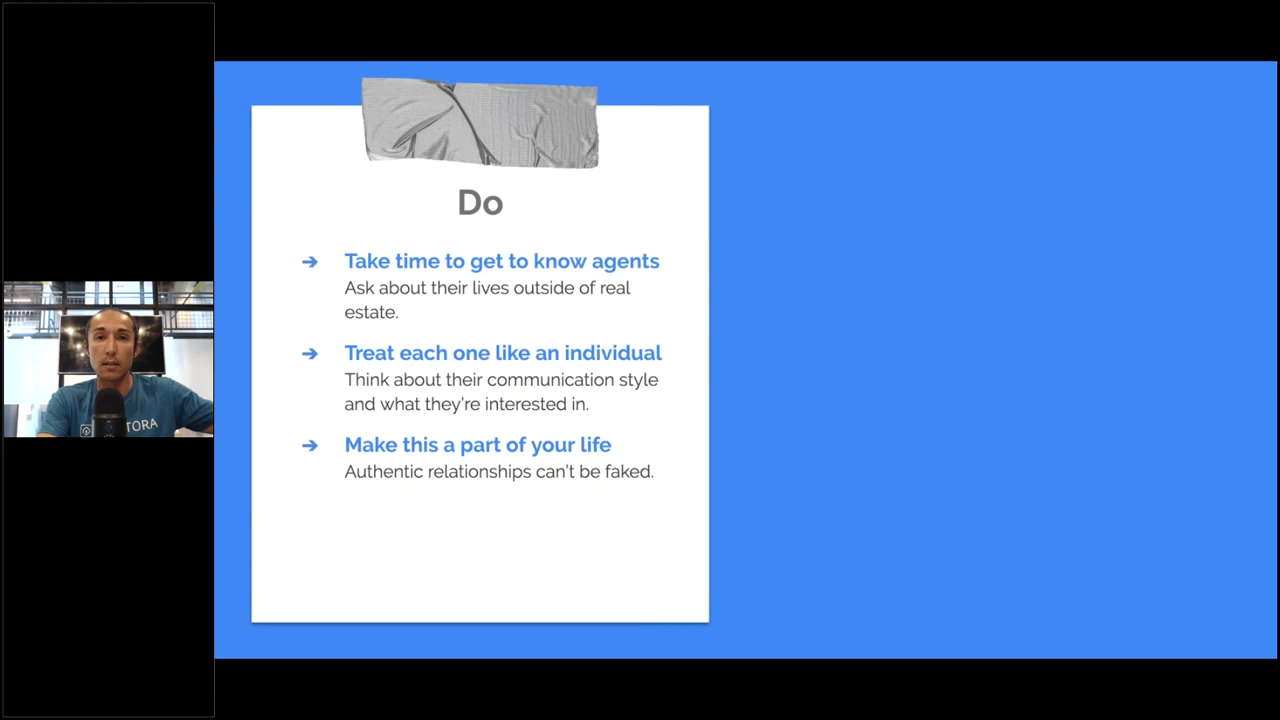 Do
➔ Take time to get to know agents
Ask about their lives outside of real
estate.
➔ Treat each one like an individual
Think about their communication style
and what they're interested in.
➔ Make this a part of your life
Authentic relationships can't be faked.